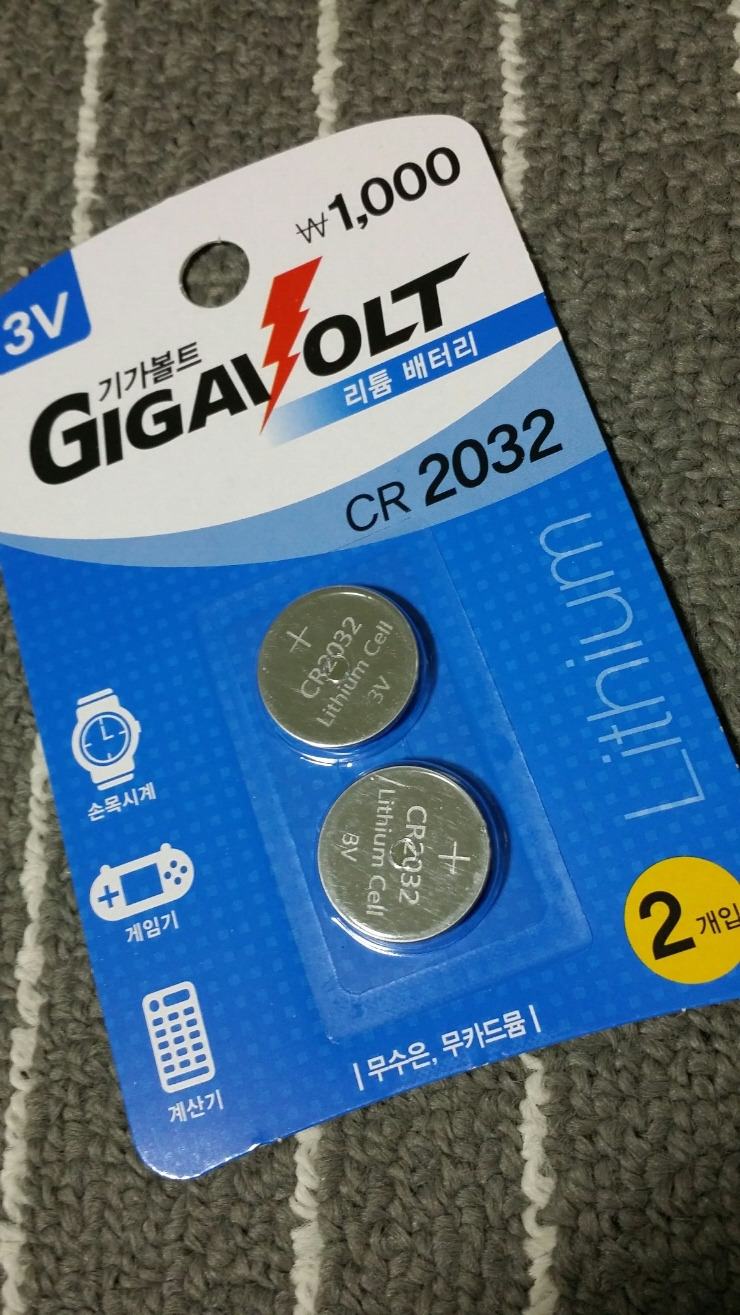 ₩1,000
3V
기가볼트
GIGAVOLT
리튬 배터리
CR 2032
Lithium
+
CR2032
Lithium Cell
3V
+
CR2032
Lithium Cell
3V
손목시계
게임기
계산기
2개입
|무수은, 무카드뮴|